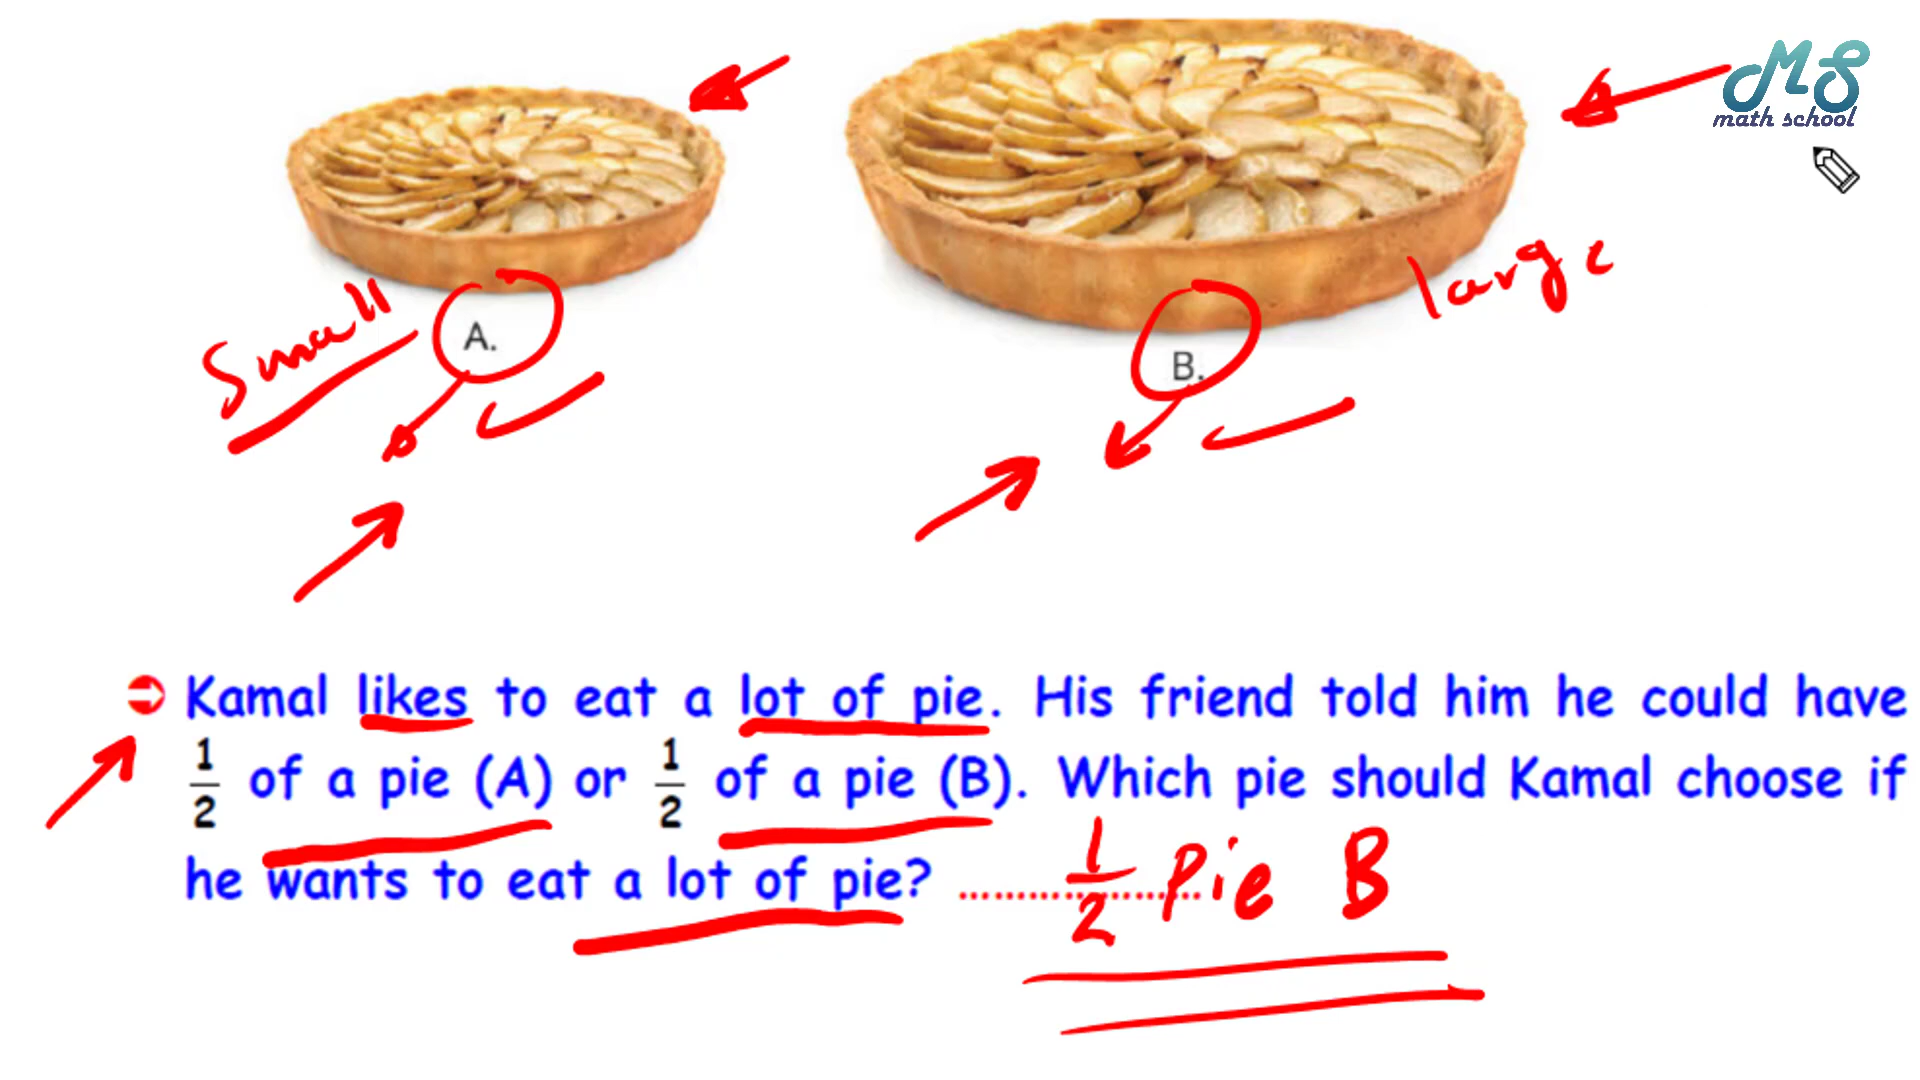 MS
math school
Small
A.
large
B.
➲ Kamal likes to eat a lot of pie. His friend told him he could have
1/2 of a pie (A) or 1/2 of a pie (B). Which pie should Kamal choose if
he wants to eat a lot of pie? ..................... 1/2 Pie B